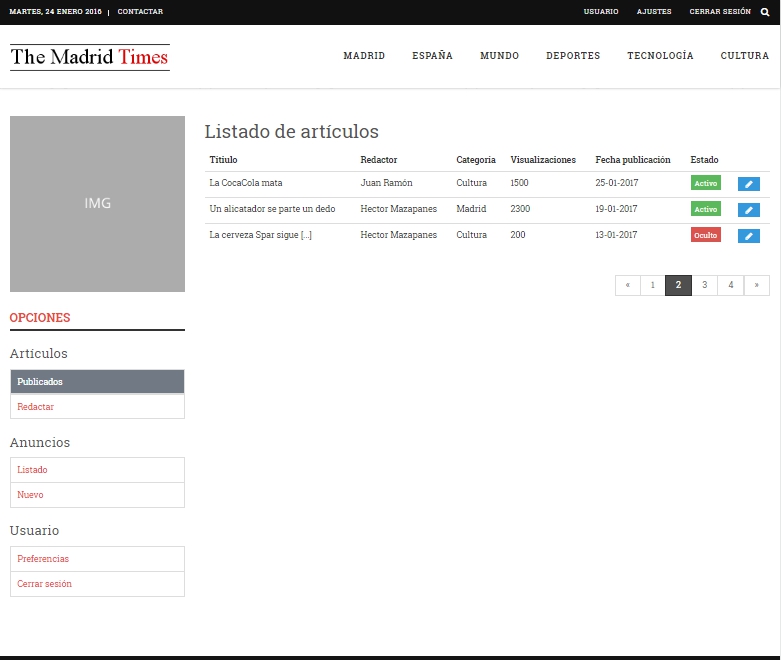 MARTES, 24 ENERO 2016 | CONTACTAR USUARIO AJUSTES CERRAR SESIÓN
The Madrid Times MADRID ESPAÑA MUNDO DEPORTES TECNOLOGÍA CULTURA
IMG
OPCIONES
Artículos
Publicados
Redactar
Anuncios
Listado
Nuevo
Usuario
Preferencias
Cerrar sesión
Listado de artículos
Titiulo Redactor Categoría Visualizaciones Fecha publicación Estado
La CocaCola mata Juan Ramón Cultura 1500 25-01-2017 Activo
Un alicatador se parte un dedo Hector Mazapanes Madrid 2300 19-01-2017 Activo
La cerveza Spar sigue [...] Hector Mazapanes Cultura 200 13-01-2017 Oculto
« 1 2 3 4 »